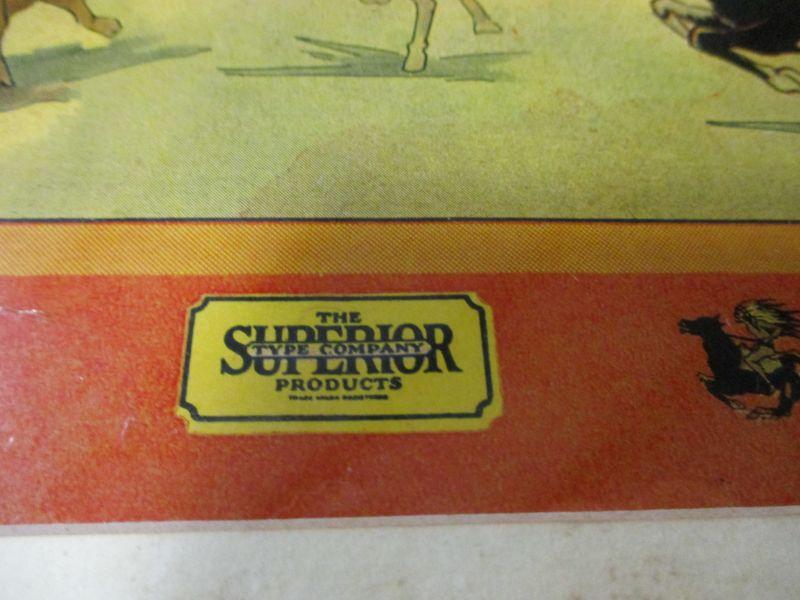 THE
SUPERIOR
TYPE COMPANY
PRODUCTS
TRADE MARK REGISTERED